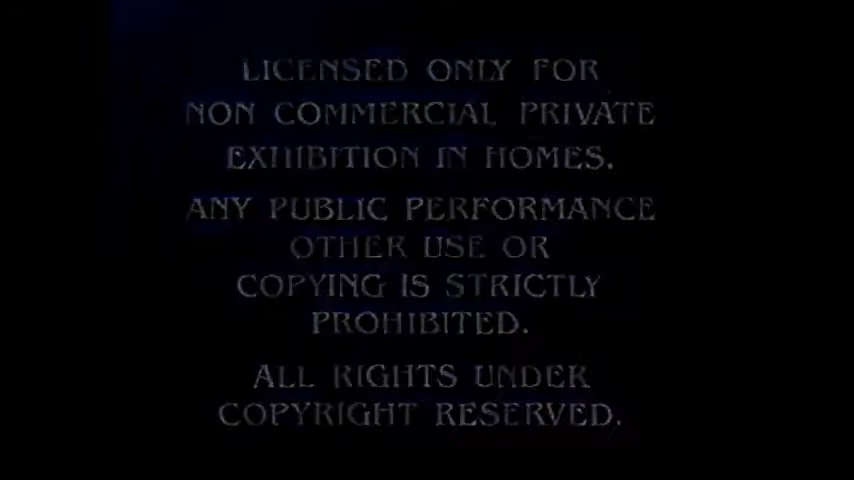 LICENSED ONLY FOR
NON COMMERCIAL PRIVATE
EXHIBITION IN HOMES.
ANY PUBLIC PERFORMANCE
OTHER USE OR
COPYING IS STRICTLY
PROHIBITED.
ALL RIGHTS UNDER
COPYRIGHT RESERVED.